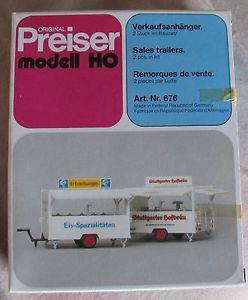 ORIGINAL
Preiser
modell HO
Verkaufsanhänger.
2 Stück im Bausatz
Sales trailers.
2 pcs. in kit
Remorques de vente.
2 pièces par boîte
Art. Nr. 676
Made in Federal Republic of Germany
Fabriqué en République Fédérale d'Allemagne
Erfrischungen
Stuttgarter Hofbräu
Eis-Spezialitäten
Stuttgarter Hofbräu